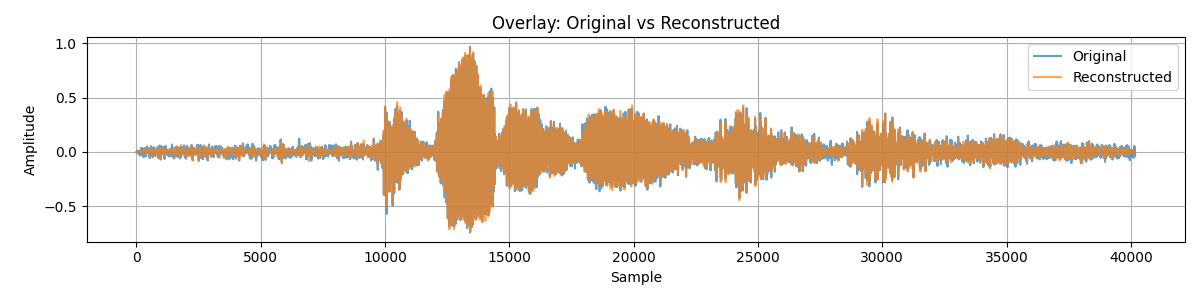 Overlay: Original vs Reconstructed
1.0
0.5
0.0
−0.5
Amplitude
Original
Reconstructed
0 5000 10000 15000 20000 25000 30000 35000 40000
Sample